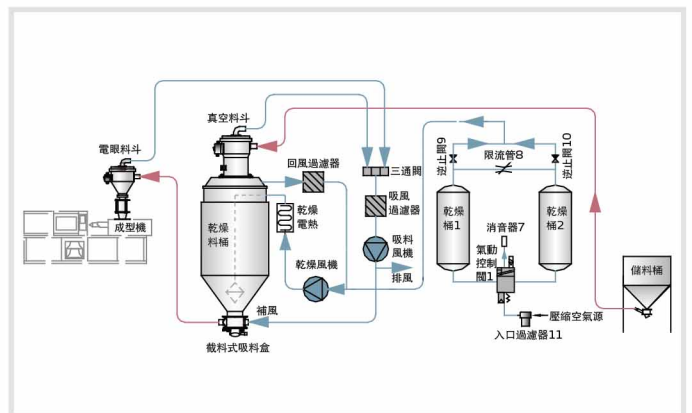 真空料斗
電眼料斗
成型機
乾燥
料桶
回風過濾器
乾燥
電熱
乾燥風機
補風
截料式吸料盒
三通閥
吸風
過濾器
吸料
風機
排風
逆止閥9
限流管8
逆止閥10
乾燥
桶1
乾燥
桶2
消音器7
氣動
控制
閥1
壓縮空氣源
入口過濾器11
儲料桶